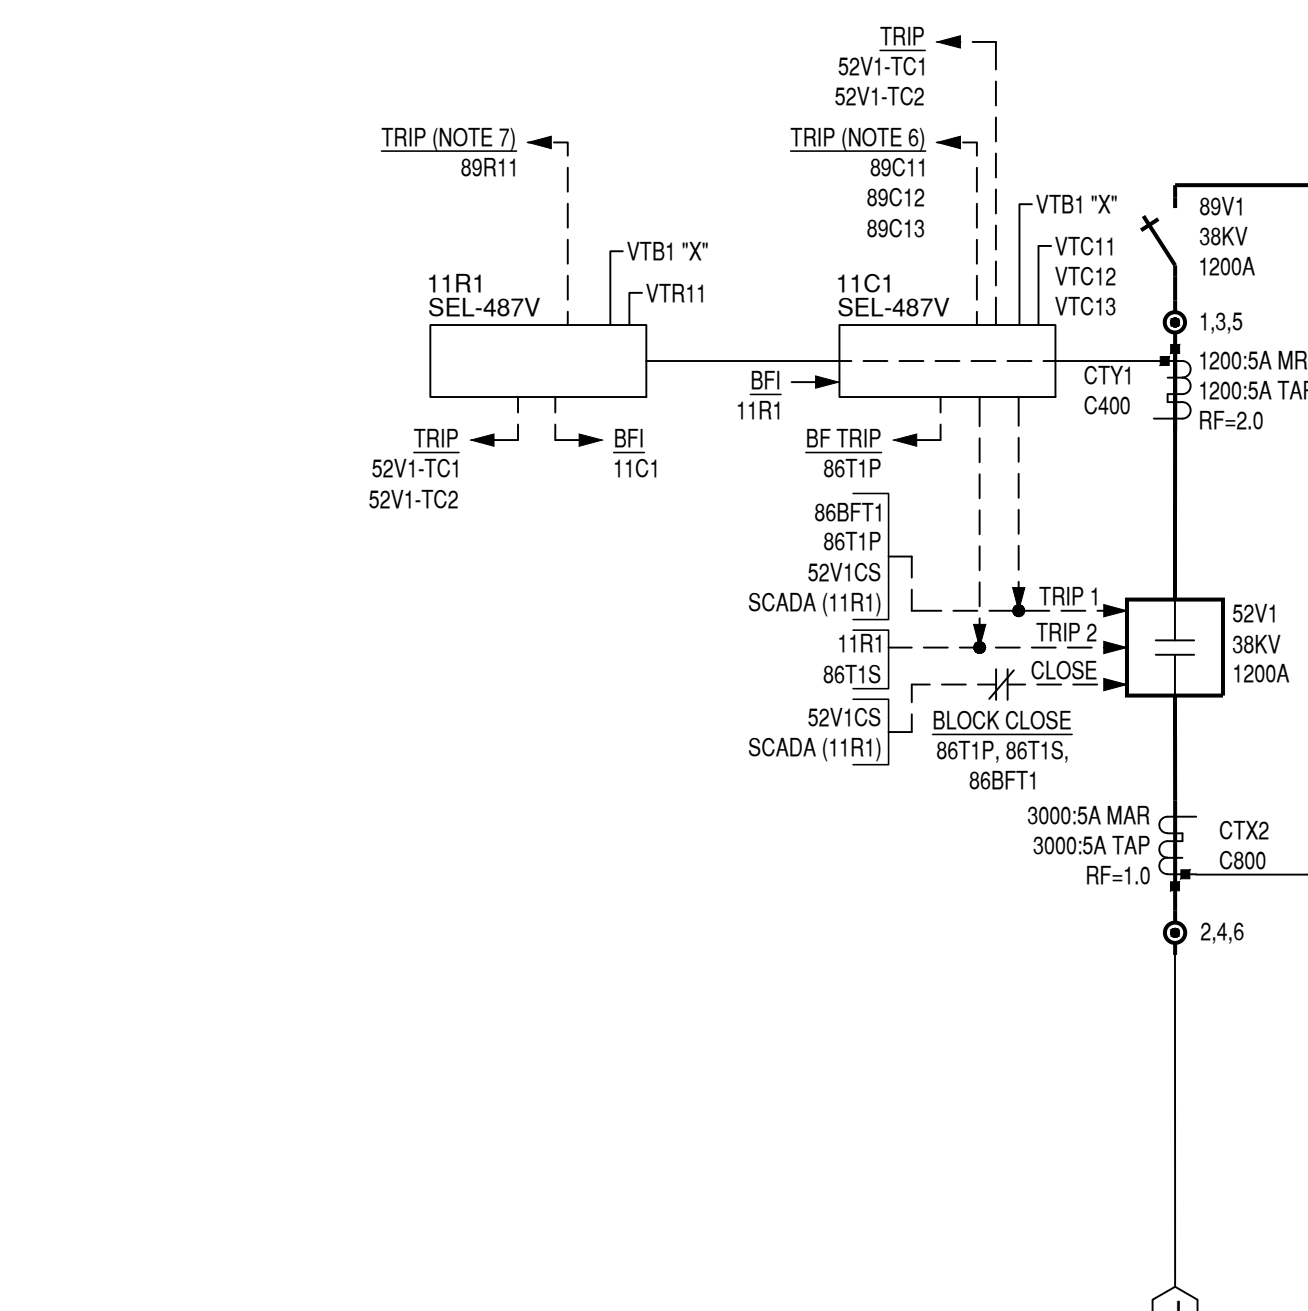 TRIP
52V1-TC1
52V1-TC2
TRIP (NOTE 7)
89R11
TRIP (NOTE 6)
89C11
89C12
89C13
VTB1 "X"
VTR11
11R1
SEL-487V
VTB1 "X"
VTC11
VTC12
VTC13
11C1
SEL-487V
89V1
38KV
1200A
1,3,5
1200:5A MR
1200:5A TAP
RF=2.0
CTY1
C400
BFI
11R1
TRIP
52V1-TC1
52V1-TC2
BFI
11C1
BF TRIP
86T1P
86BFT1
86T1P
52V1CS
SCADA (11R1)
11R1
86T1S
52V1CS
SCADA (11R1)
TRIP 1
TRIP 2
CLOSE
BLOCK CLOSE
86T1P, 86T1S,
86BFT1
52V1
38KV
1200A
3000:5A MAR
3000:5A TAP
RF=1.0
CTX2
C800
2,4,6